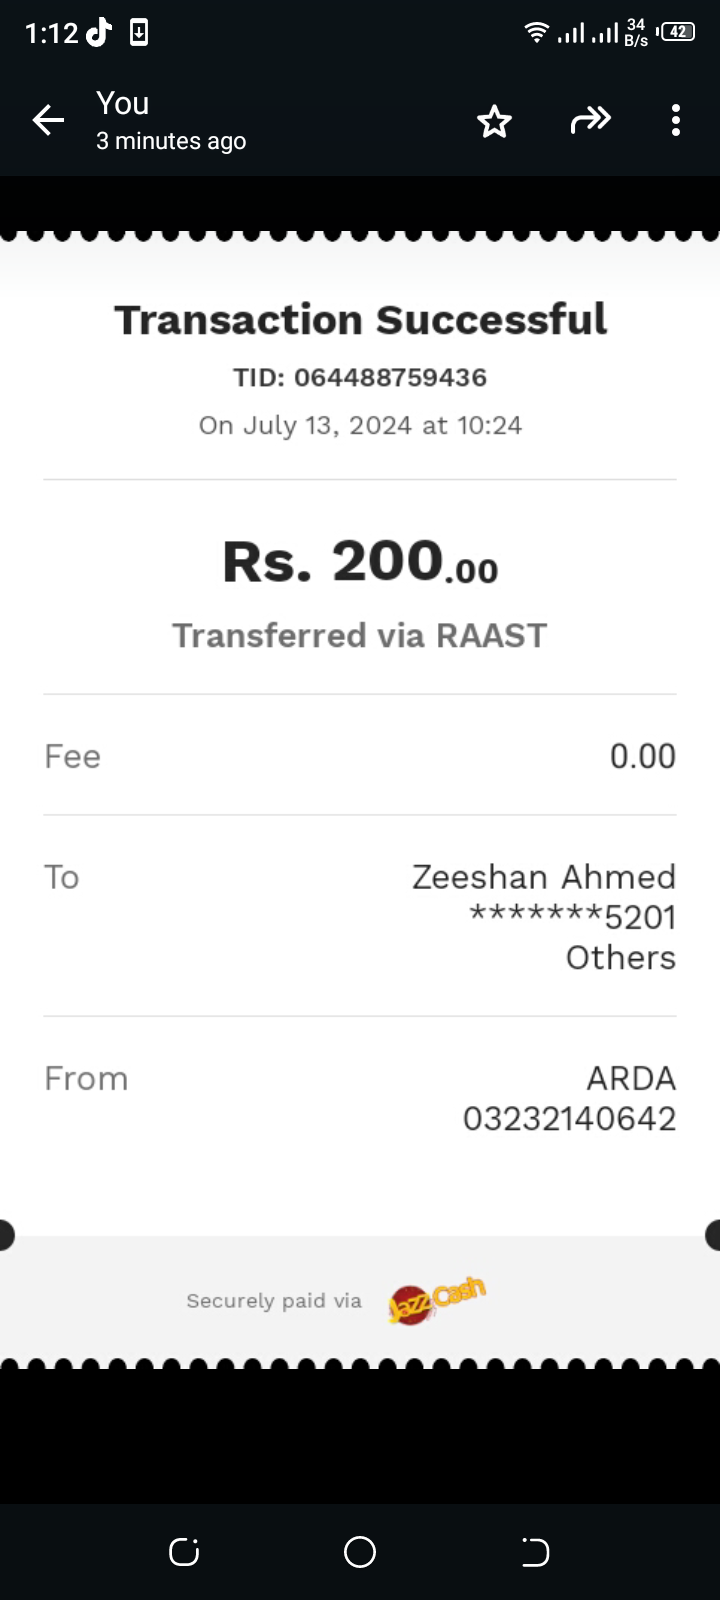 1:12
34
B/s
42
You
3 minutes ago
Transaction Successful
TID: 064488759436
On July 13, 2024 at 10:24
Rs. 200.00
Transferred via RAAST
Fee 0.00
To Zeeshan Ahmed
*******5201
Others
From ARDA
03232140642
Securely paid via JazzCash